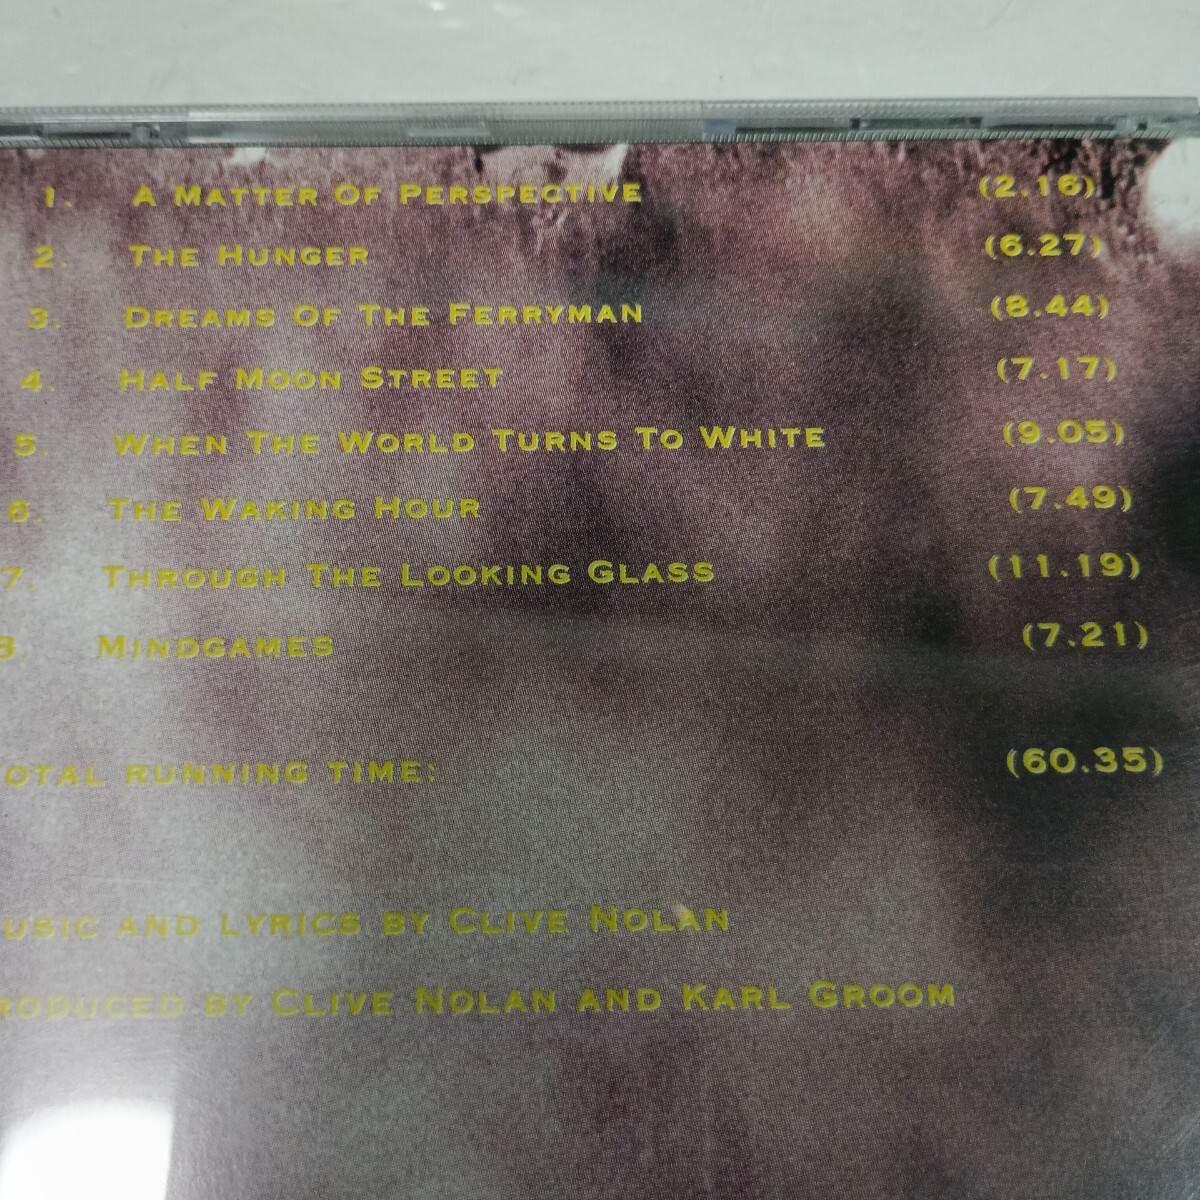 1. A Matter Of Perspective (2.16)
2. The Hunger (6.27)
3. Dreams Of The Ferryman (8.44)
4. Half Moon Street (7.17)
5. When The World Turns To White (9.05)
6. The Waking Hour (7.49)
7. Through The Looking Glass (11.19)
8. Mindgames (7.21)
otal running time: (60.35)
usic and lyrics by Clive Nolan
roduced by Clive Nolan and Karl Groom